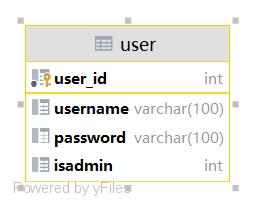 user
user_id int
username varchar(100)
password varchar(100)
isadmin int
Powered by yFiles